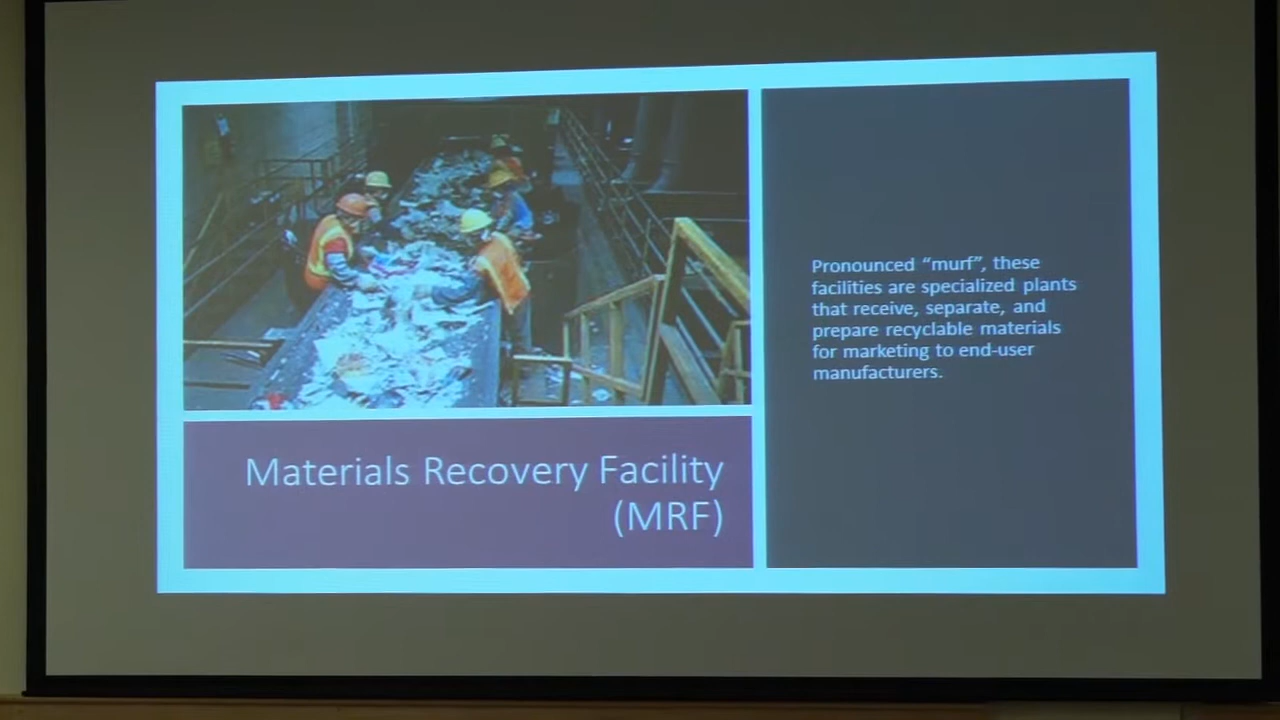 Materials Recovery Facility
(MRF)
Pronounced “murf”, these
facilities are specialized plants
that receive, separate, and
prepare recyclable materials
for marketing to end-user
manufacturers.